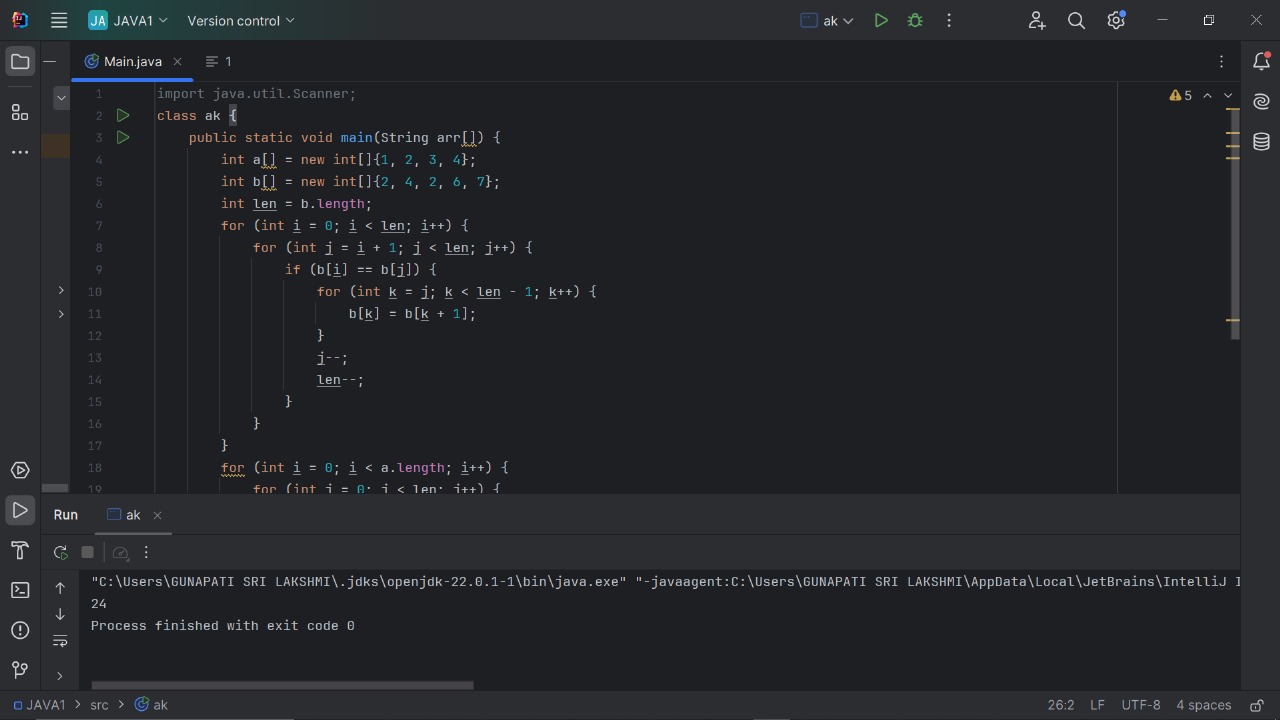 JA JAVA1 Version control ak
Main.java 1
5
1 import java.util.Scanner;
2 class ak {
3 public static void main(String arr[]) {
4 int a[] = new int[]{1, 2, 3, 4};
5 int b[] = new int[]{2, 4, 2, 6, 7};
6 int len = b.length;
7 for (int i = 0; i < len; i++) {
8 for (int j = i + 1; j < len; j++) {
9 if (b[i] == b[j]) {
10 for (int k = j; k < len - 1; k++) {
11 b[k] = b[k + 1];
12 }
13 j--;
14 len--;
15 }
16 }
17 }
18 for (int i = 0; i < a.length; i++) {
19 for (int j = 0; j < len; j++) {
Run ak
"C:\Users\GUNAPATI SRI LAKSHMI\.jdks\openjdk-22.0.1-1\bin\java.exe" "-javaagent:C:\Users\GUNAPATI SRI LAKSHMI\AppData\Local\JetBrains\IntelliJ I
24
Process finished with exit code 0
JAVA1 > src > ak 26:2 LF UTF-8 4 spaces